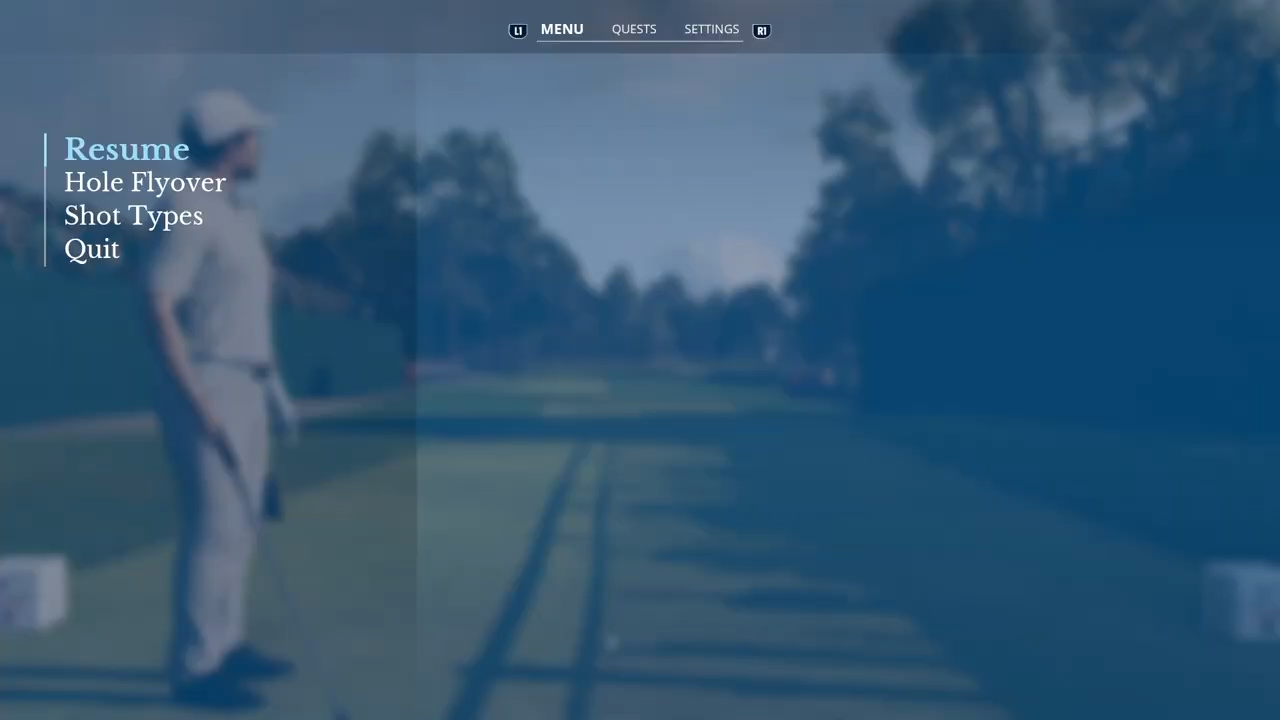 L1 MENU QUESTS SETTINGS R1
Resume
Hole Flyover
Shot Types
Quit